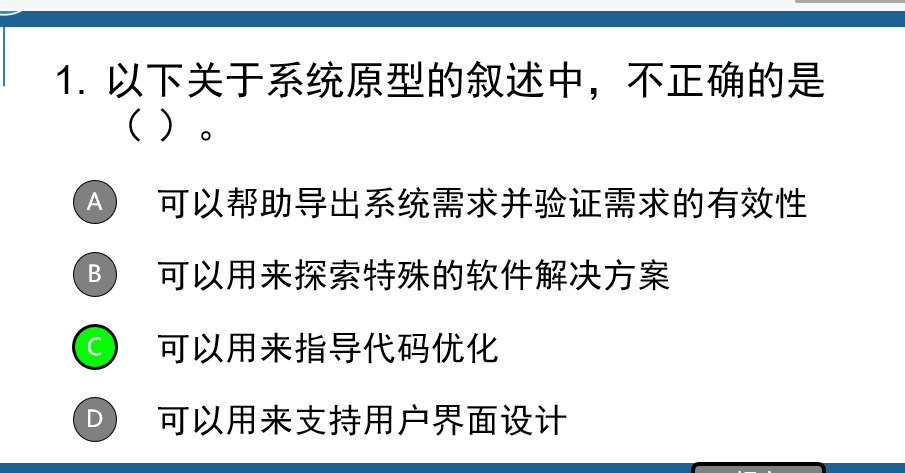 1. 以下关于系统原型的叙述中，不正确的是
（ ）。
A 可以帮助导出系统需求并验证需求的有效性
B 可以用来探索特殊的软件解决方案
C 可以用来指导代码优化
D 可以用来支持用户界面设计